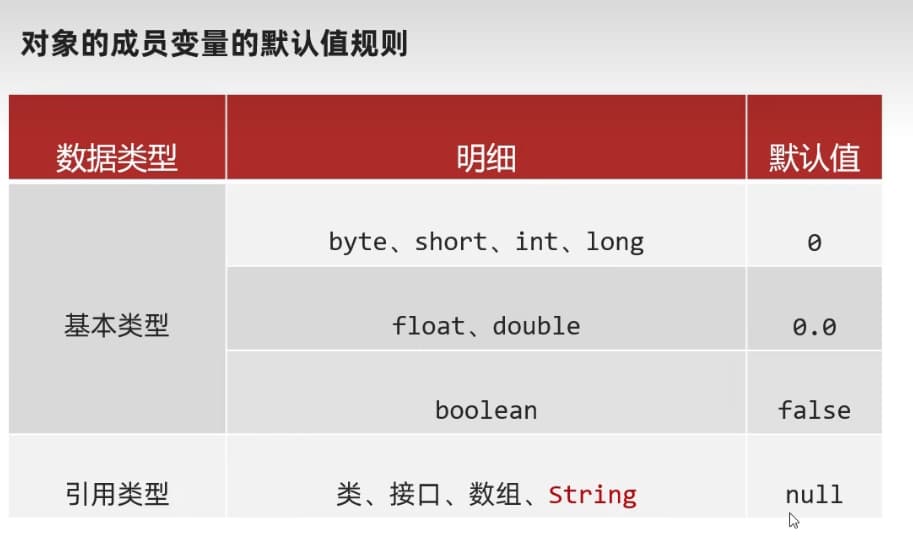 对象的成员变量的默认值规则
数据类型 明细 默认值
byte、short、int、long 0
基本类型 float、double 0.0
boolean false
引用类型 类、接口、数组、String null